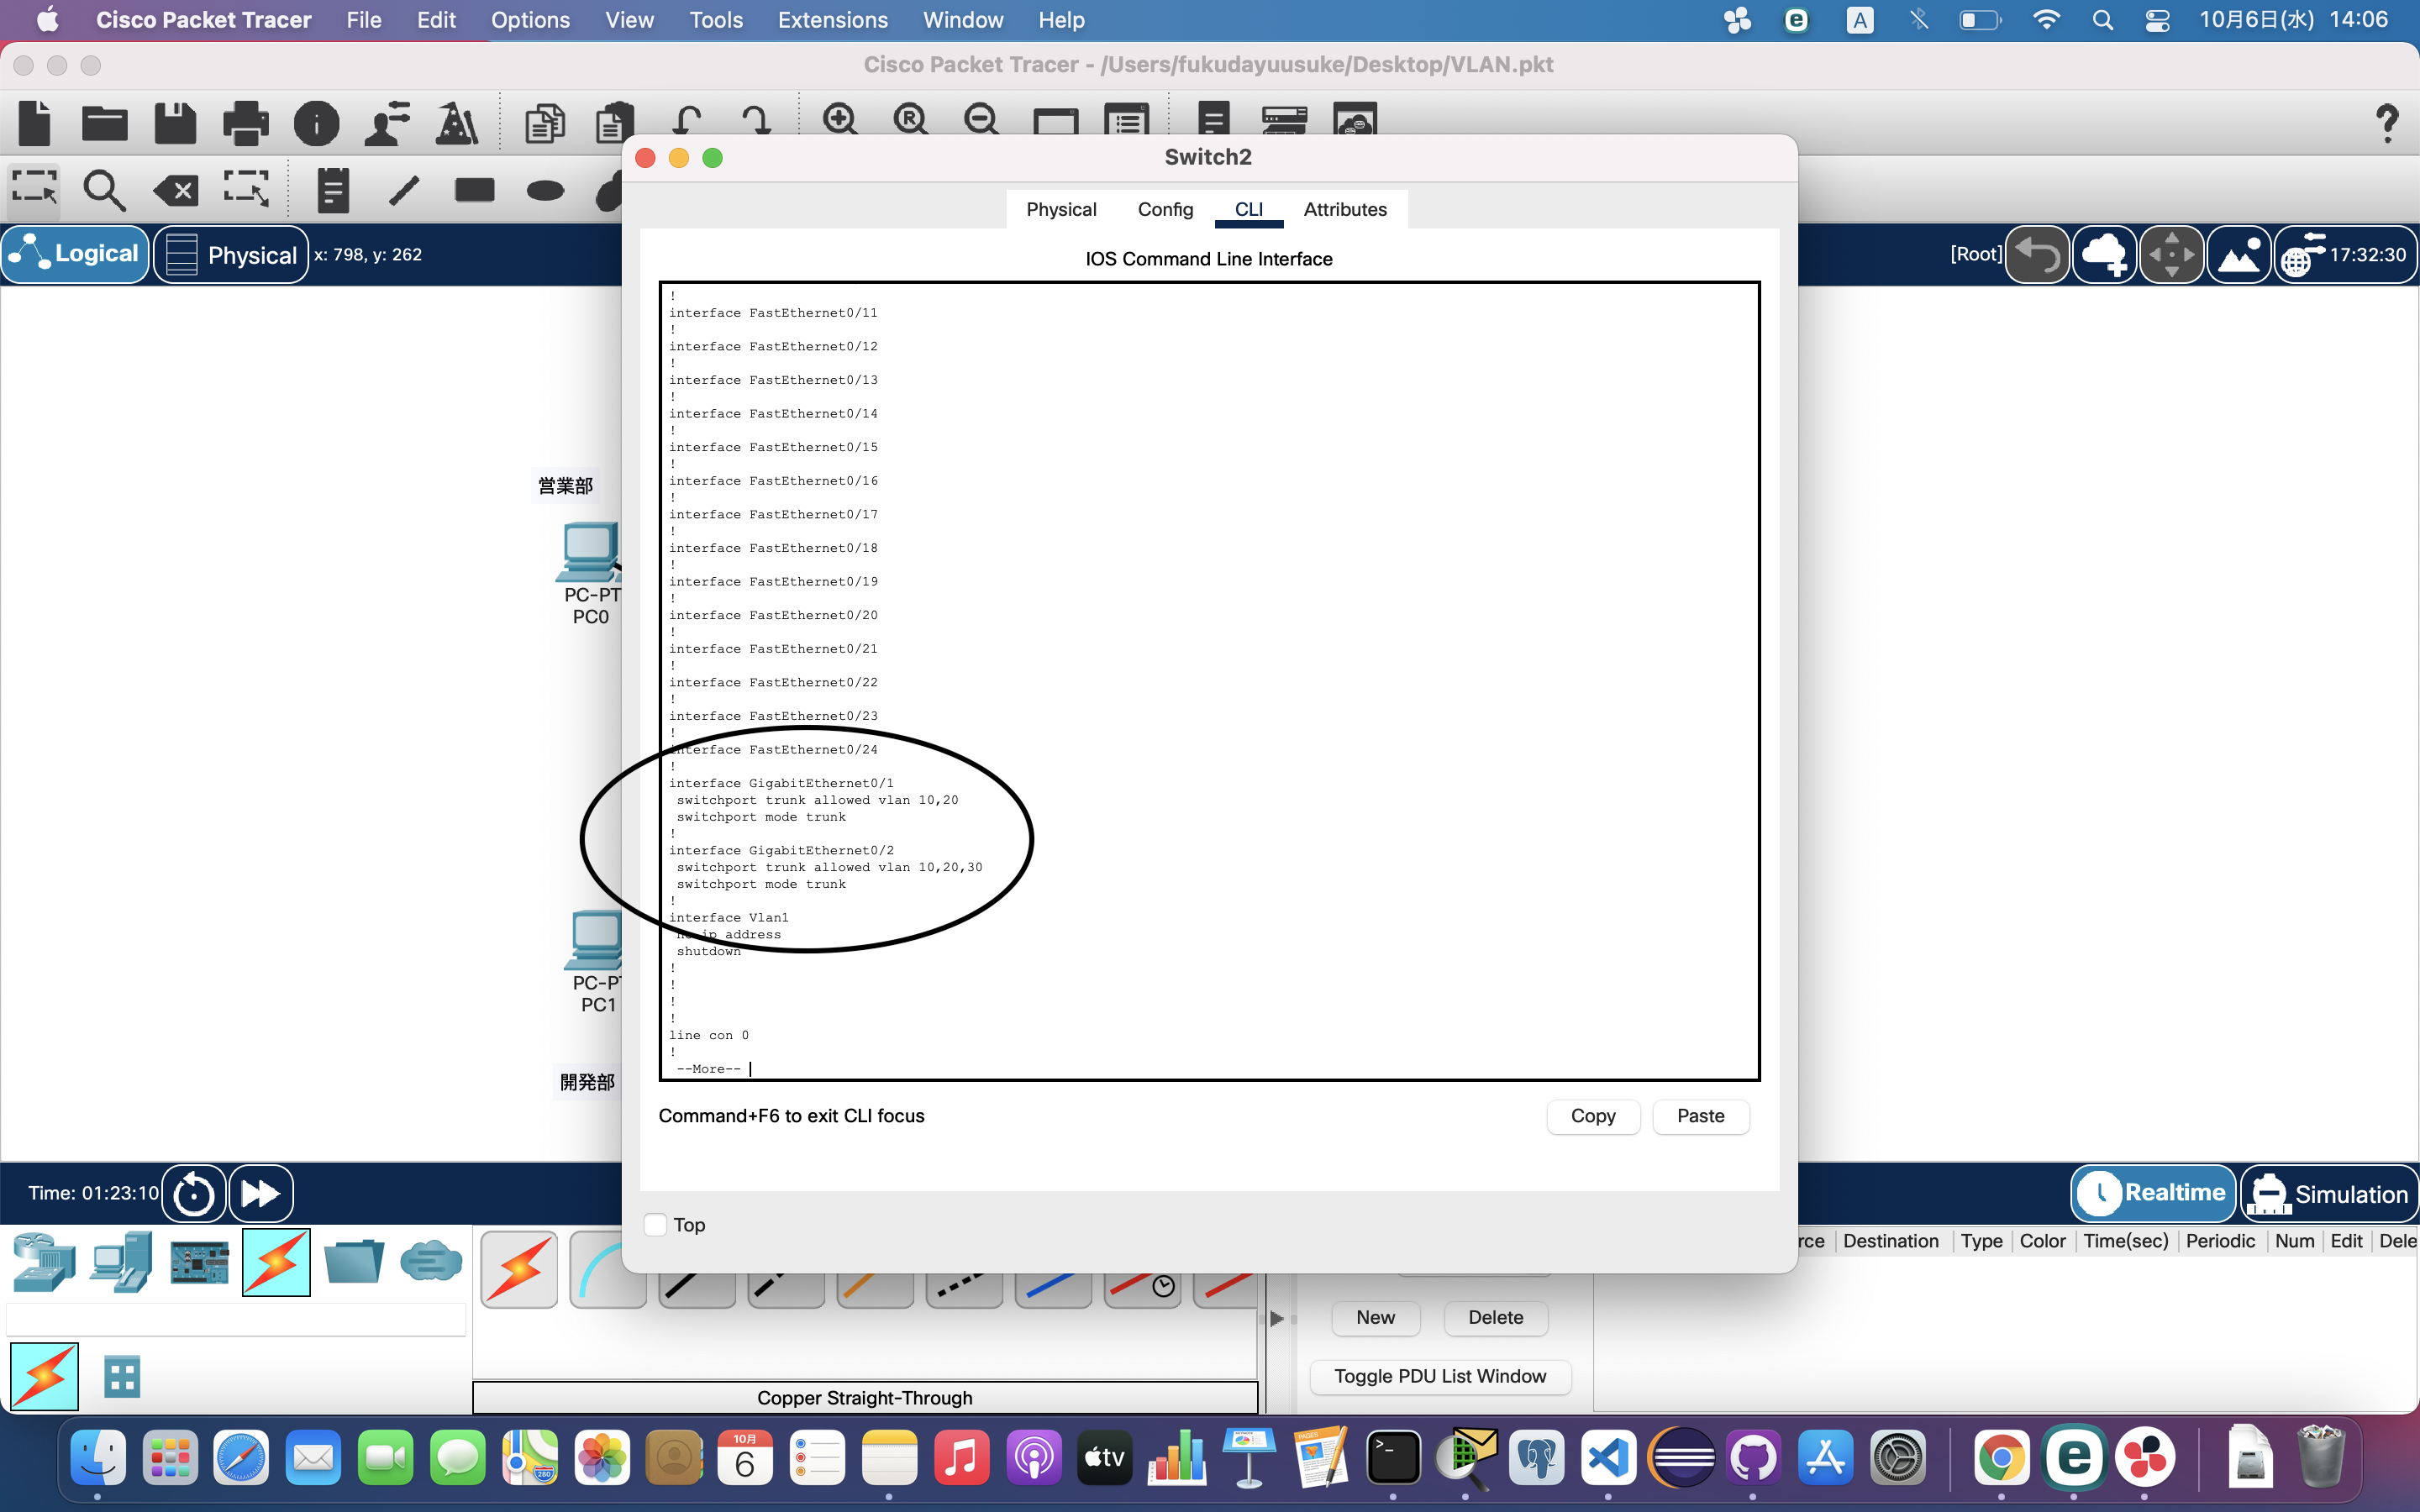 Cisco Packet Tracer File Edit Options View Tools Extensions Window Help A 10月6日(水) 14:06
Cisco Packet Tracer - /Users/fukudayuusuke/Desktop/VLAN.pkt
Switch2
Physical Config CLI Attributes
Logical Physical x: 798, y: 262 [Root] 17:32:30
IOS Command Line Interface
!
interface FastEthernet0/11
!
interface FastEthernet0/12
!
interface FastEthernet0/13
!
interface FastEthernet0/14
!
interface FastEthernet0/15
!
interface FastEthernet0/16
!
interface FastEthernet0/17
!
interface FastEthernet0/18
!
interface FastEthernet0/19
!
interface FastEthernet0/20
!
interface FastEthernet0/21
!
interface FastEthernet0/22
!
interface FastEthernet0/23
!
interface FastEthernet0/24
!
interface GigabitEthernet0/1
switchport trunk allowed vlan 10,20
switchport mode trunk
!
interface GigabitEthernet0/2
switchport trunk allowed vlan 10,20,30
switchport mode trunk
!
interface Vlan1
no ip address
shutdown
!
!
!
!
line con 0
!
--More--
営業部
PC-PT
PC0
PC-PT
PC1
開発部
Command+F6 to exit CLI focus Copy Paste
Top
Time: 01:23:10 Realtime Simulation
rce Destination Type Color Time(sec) Periodic Num Edit Dele
New Delete
Toggle PDU List Window
Copper Straight-Through
10月
6
280
tv
PAGES
>_
e